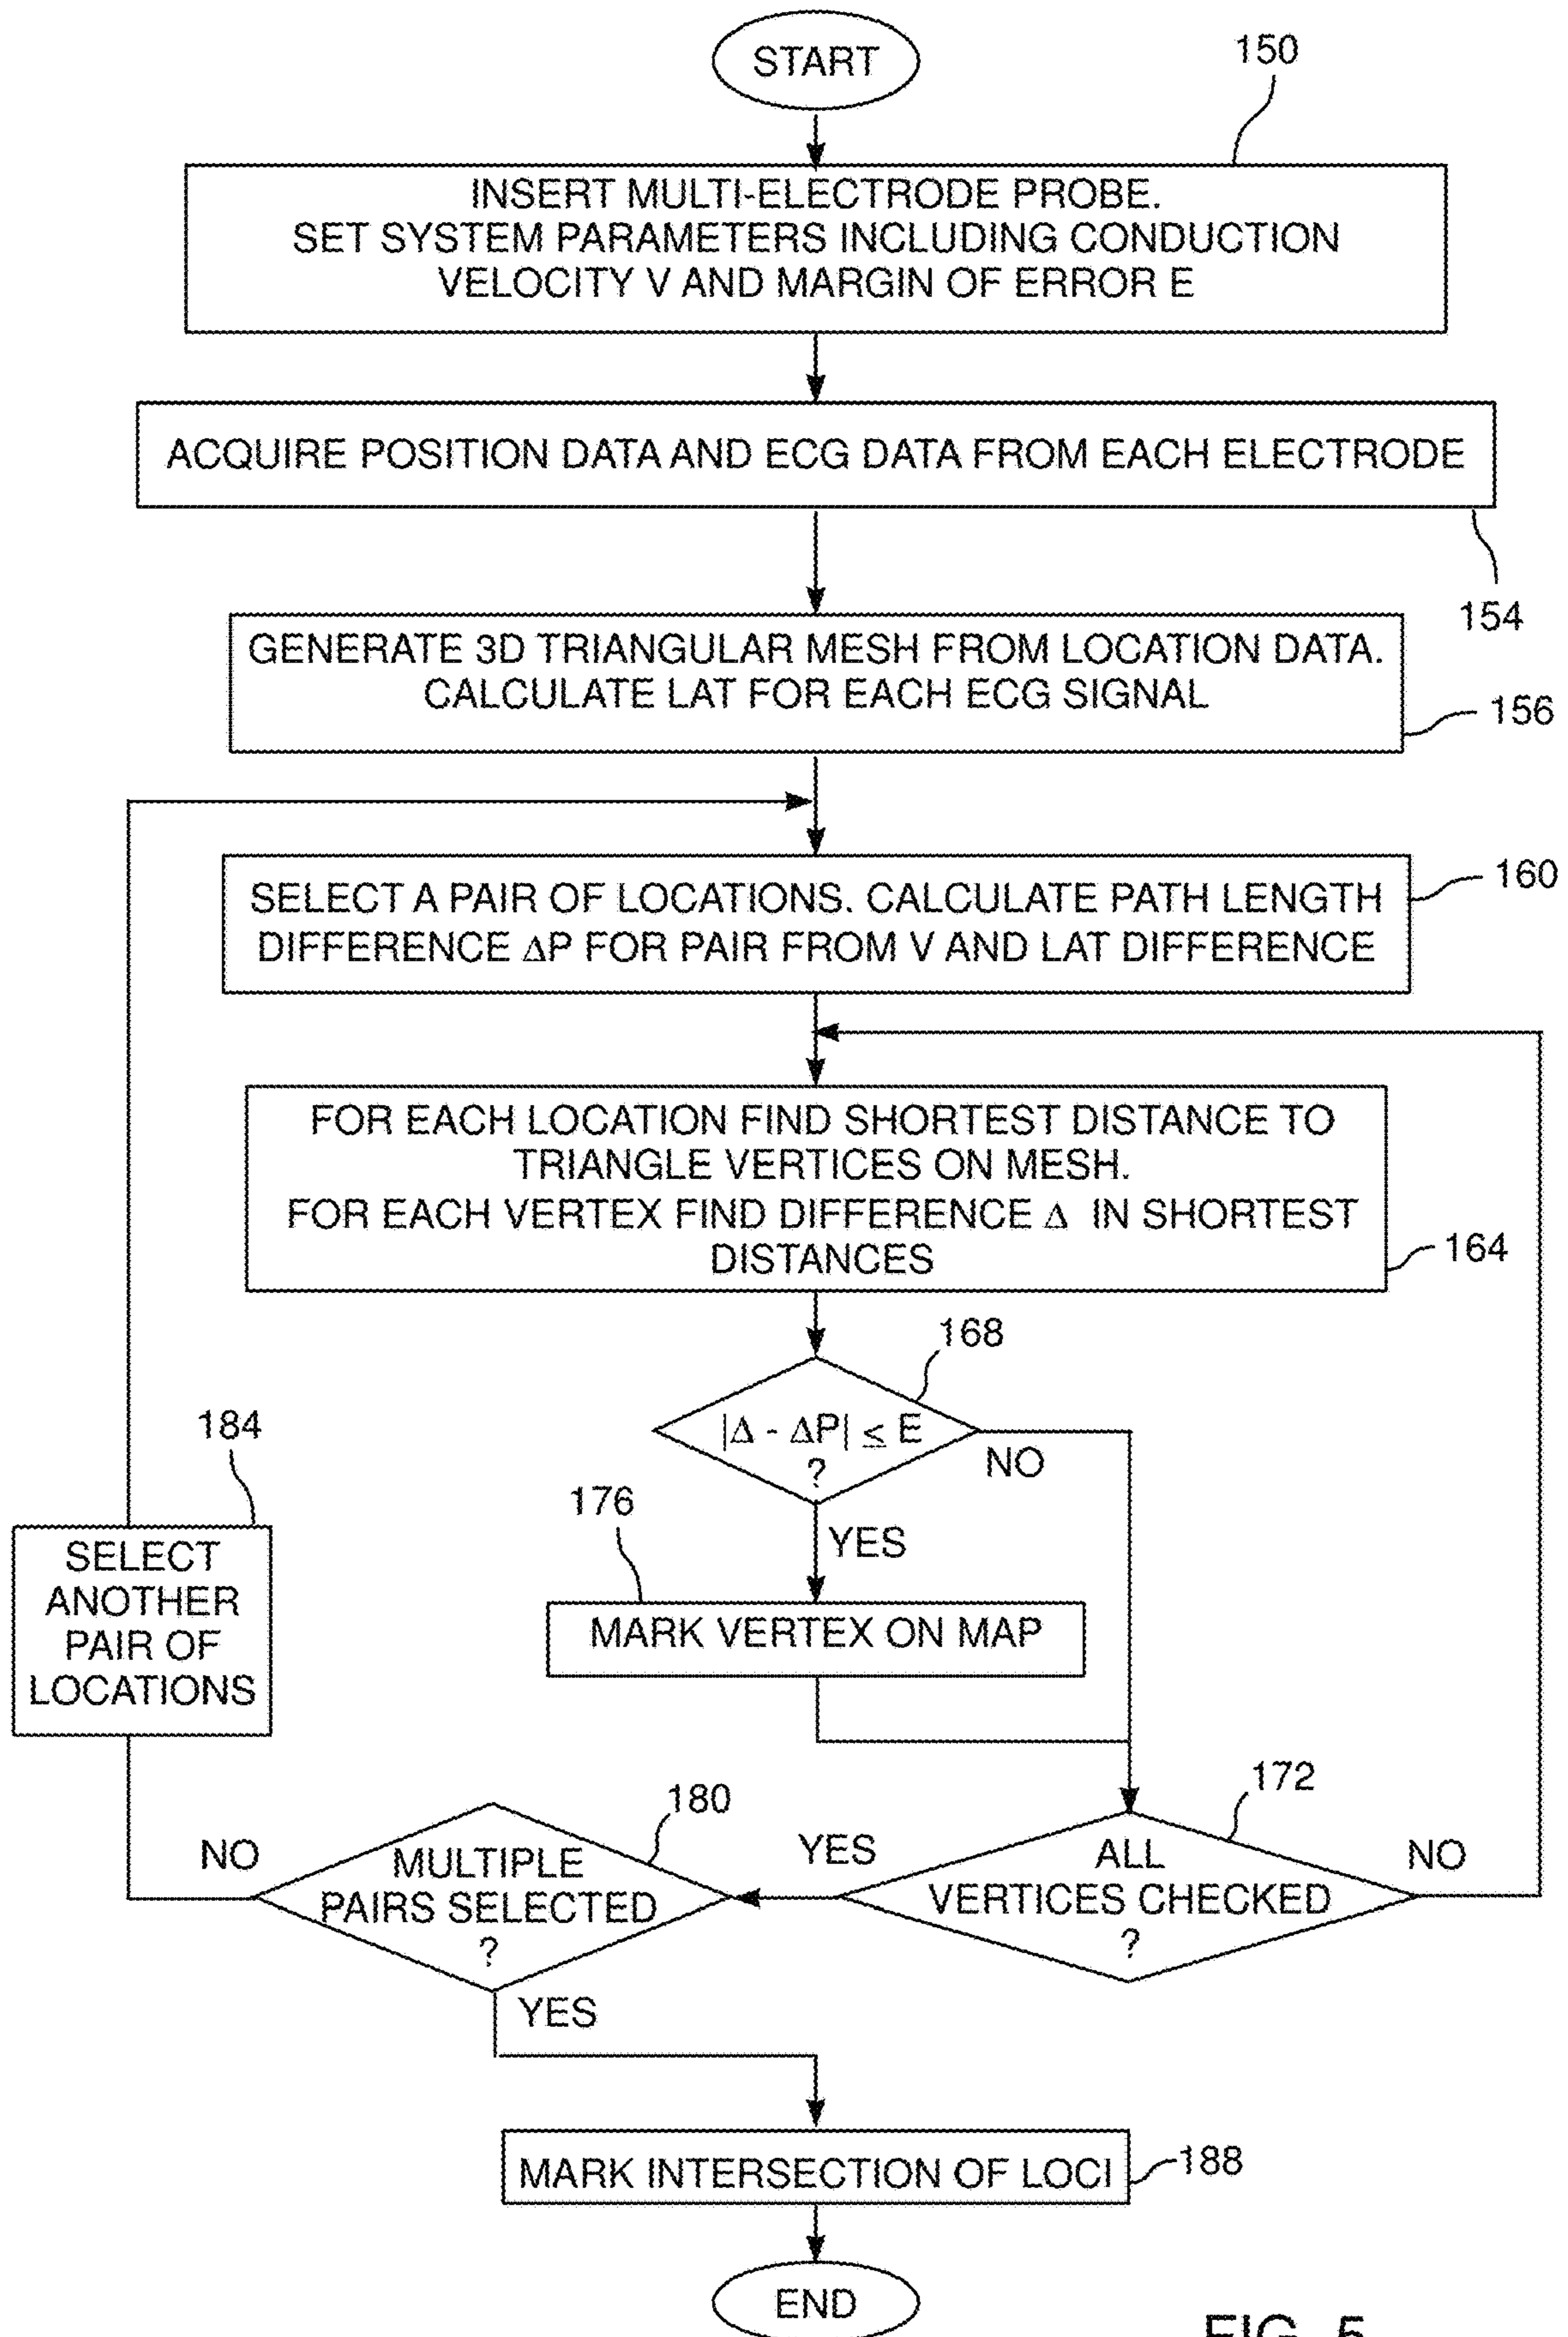 START
150
INSERT MULTI-ELECTRODE PROBE.
SET SYSTEM PARAMETERS INCLUDING CONDUCTION
VELOCITY V AND MARGIN OF ERROR E
ACQUIRE POSITION DATA AND ECG DATA FROM EACH ELECTRODE
154
GENERATE 3D TRIANGULAR MESH FROM LOCATION DATA.
CALCULATE LAT FOR EACH ECG SIGNAL
156
SELECT A PAIR OF LOCATIONS. CALCULATE PATH LENGTH
DIFFERENCE ΔP FOR PAIR FROM V AND LAT DIFFERENCE
160
FOR EACH LOCATION FIND SHORTEST DISTANCE TO
TRIANGLE VERTICES ON MESH.
FOR EACH VERTEX FIND DIFFERENCE Δ IN SHORTEST
DISTANCES
164
168
|Δ - ΔP| ≤ E
?
NO
YES
176
MARK VERTEX ON MAP
184
SELECT
ANOTHER
PAIR OF
LOCATIONS
172
ALL
VERTICES CHECKED
?
NO
YES
180
MULTIPLE
PAIRS SELECTED
?
NO
YES
MARK INTERSECTION OF LOCI
188
END
FIG. 5